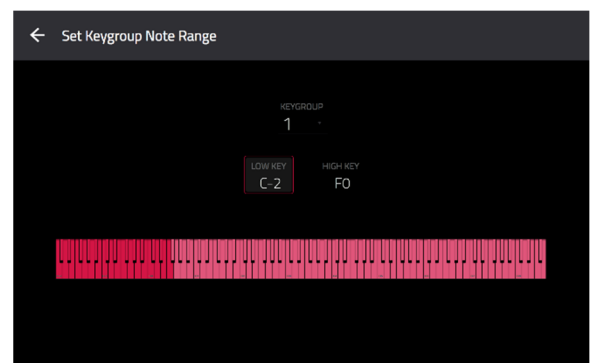 Set Keygroup Note Range
KEYGROUP
1
LOW KEY HIGH KEY
C-2 F0